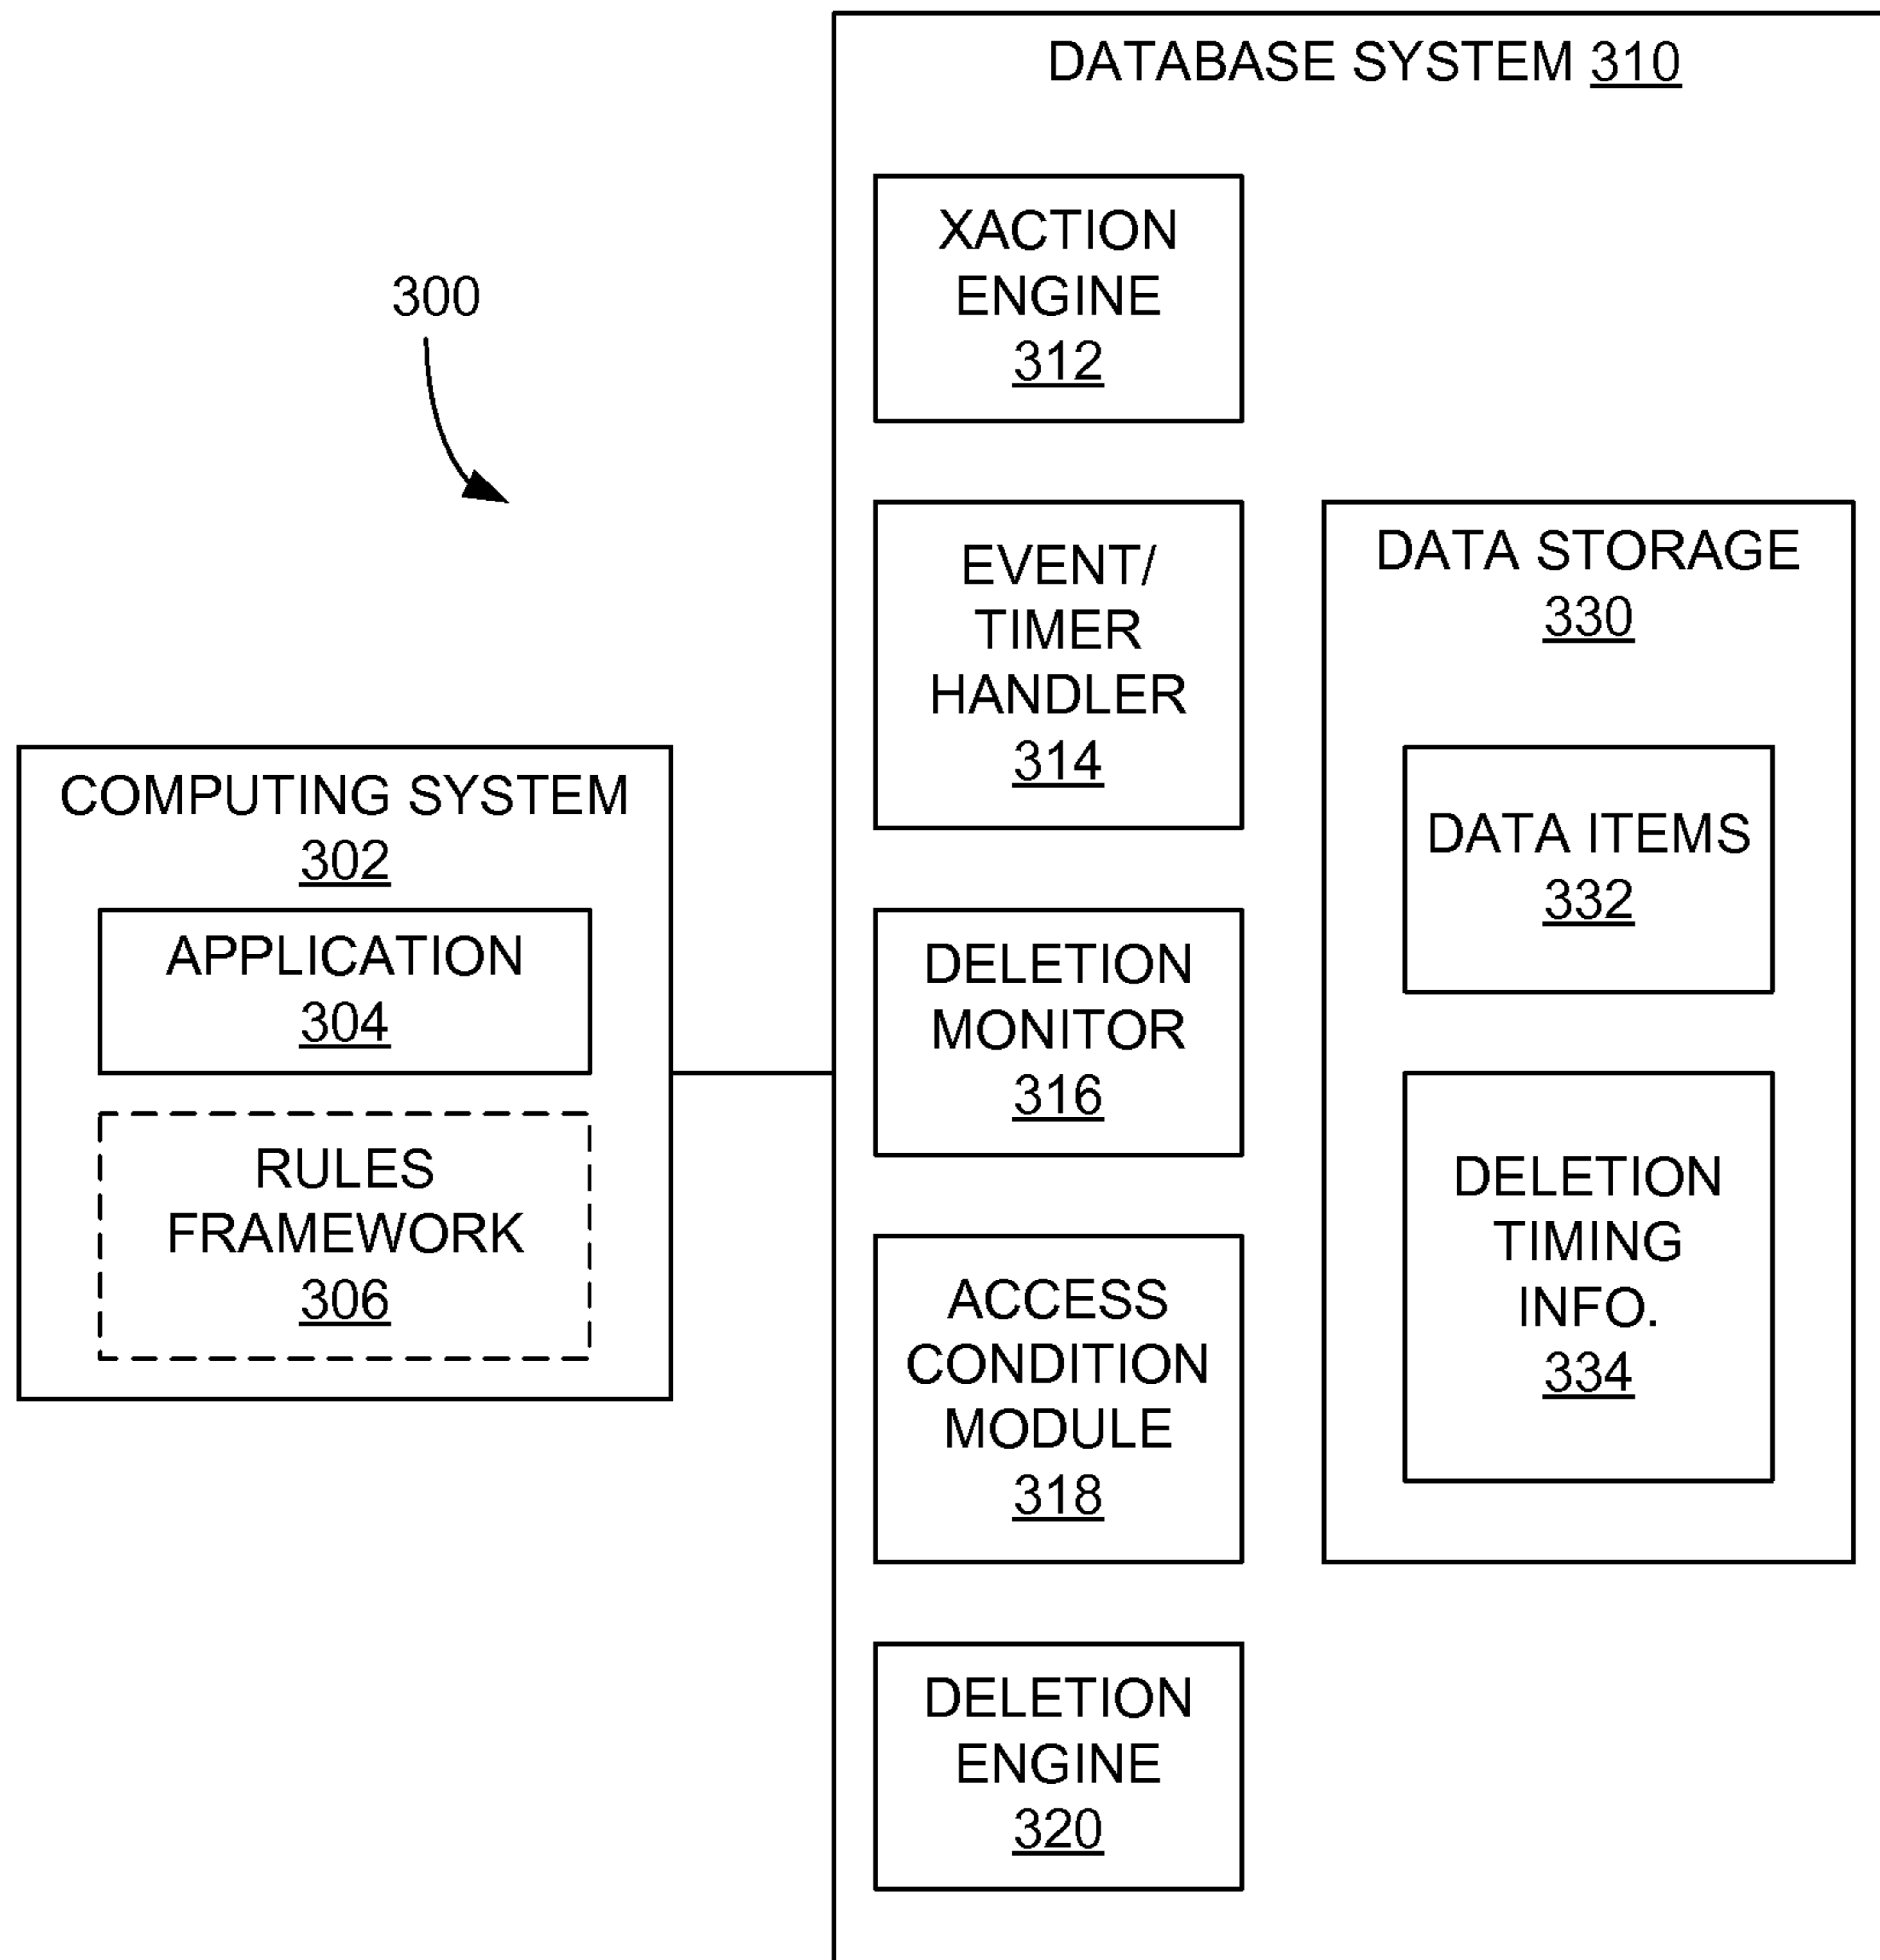 DATABASE SYSTEM 310
XACTION
ENGINE
312
300
EVENT/
TIMER
HANDLER
314
DATA STORAGE
330
COMPUTING SYSTEM
302
APPLICATION
304
RULES
FRAMEWORK
306
DELETION
MONITOR
316
DATA ITEMS
332
ACCESS
CONDITION
MODULE
318
DELETION
TIMING
INFO.
334
DELETION
ENGINE
320